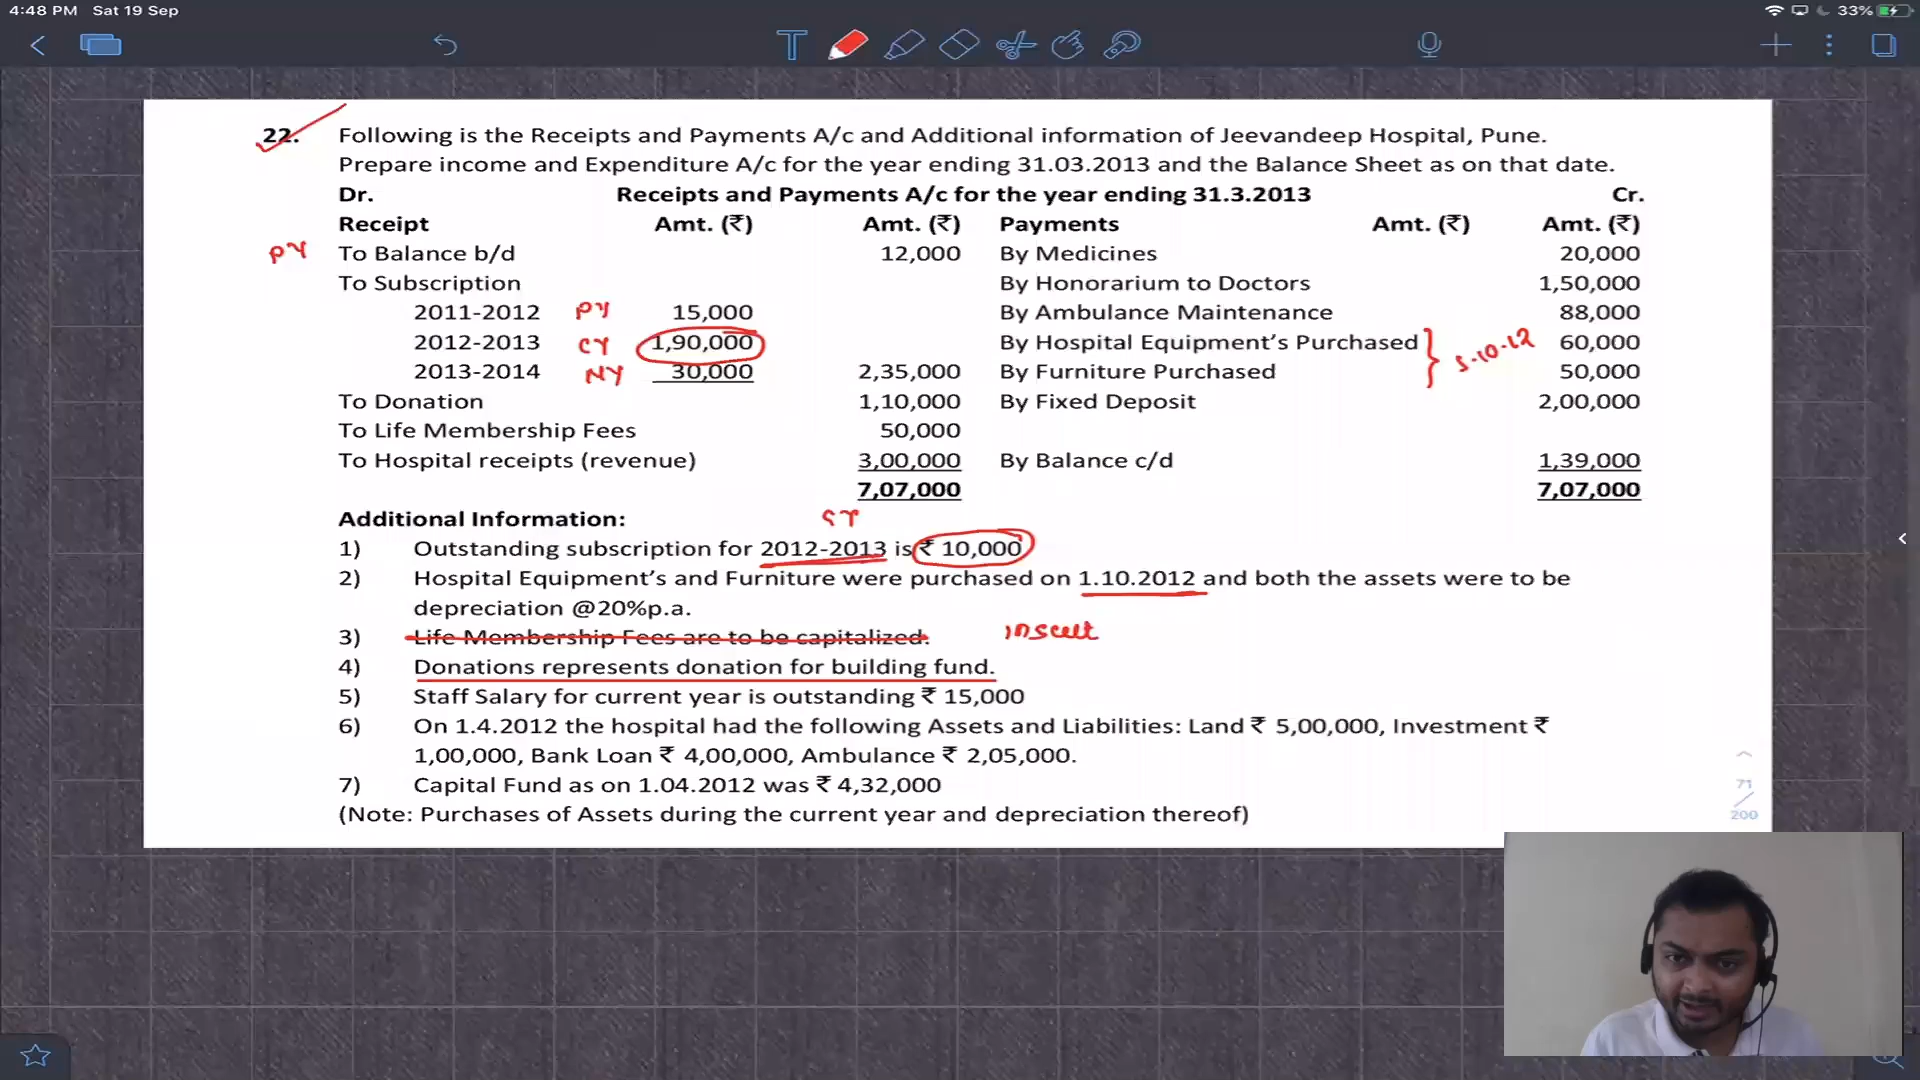 4:48 PM Sat 19 Sep 33%
22. Following is the Receipts and Payments A/c and Additional information of Jeevandeep Hospital, Pune.
Prepare income and Expenditure A/c for the year ending 31.03.2013 and the Balance Sheet as on that date.
Dr. Receipts and Payments A/c for the year ending 31.3.2013 Cr.
Receipt Amt. (₹) Amt. (₹) Payments Amt. (₹) Amt. (₹)
PY To Balance b/d 12,000 By Medicines 20,000
To Subscription By Honorarium to Doctors 1,50,000
2011-2012 PY 15,000 By Ambulance Maintenance 88,000
2012-2013 CY 1,90,000 By Hospital Equipment's Purchased 60,000
2013-2014 NY 30,000 2,35,000 By Furniture Purchased 50,000
To Donation 1,10,000 By Fixed Deposit 2,00,000
To Life Membership Fees 50,000
To Hospital receipts (revenue) 3,00,000 By Balance c/d 1,39,000
7,07,000 7,07,000
Additional Information:
1) Outstanding subscription for 2012-2013 is ₹ 10,000
2) Hospital Equipment's and Furniture were purchased on 1.10.2012 and both the assets were to be
depreciation @20%p.a.
3) Life Membership Fees are to be capitalized.
4) Donations represents donation for building fund.
5) Staff Salary for current year is outstanding ₹ 15,000
6) On 1.4.2012 the hospital had the following Assets and Liabilities: Land ₹ 5,00,000, Investment ₹
1,00,000, Bank Loan ₹ 4,00,000, Ambulance ₹ 2,05,000.
7) Capital Fund as on 1.04.2012 was ₹ 4,32,000
(Note: Purchases of Assets during the current year and depreciation thereof)
71
/
200